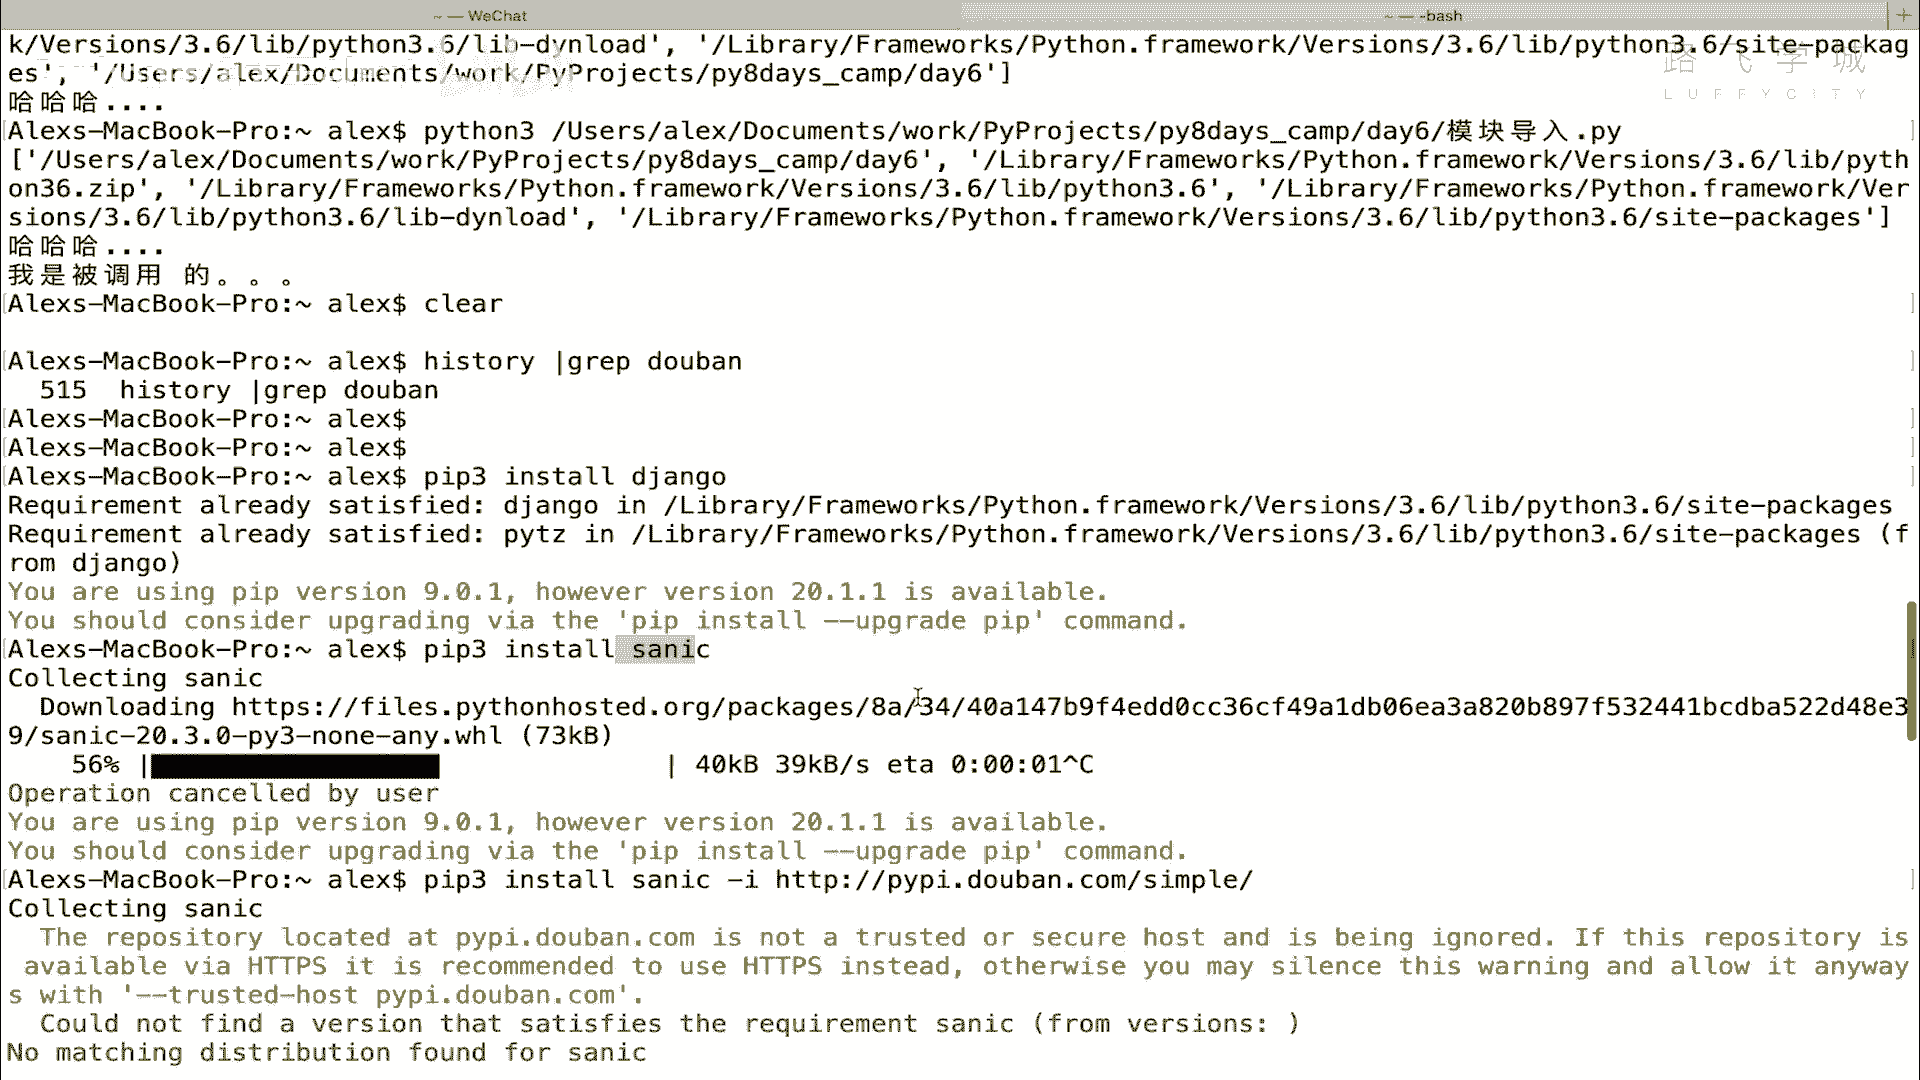 ~ — WeChat
~ — -bash
k/Versions/3.6/lib/python3.6/lib-dynload', '/Library/Frameworks/Python.framework/Versions/3.6/lib/python3.6/site-packag
es', '/Users/alex/Documents/work/PyProjects/py8days_camp/day6']
路飞学城
LUFFYCITY
哈哈哈....
Alexs-MacBook-Pro:~ alex$ python3 /Users/alex/Documents/work/PyProjects/py8days_camp/day6/模块导入.py
['/Users/alex/Documents/work/PyProjects/py8days_camp/day6', '/Library/Frameworks/Python.framework/Versions/3.6/lib/pyth
on36.zip', '/Library/Frameworks/Python.framework/Versions/3.6/lib/python3.6', '/Library/Frameworks/Python.framework/Ver
sions/3.6/lib/python3.6/lib-dynload', '/Library/Frameworks/Python.framework/Versions/3.6/lib/python3.6/site-packages']
哈哈哈....
我是被调用 的。。。
Alexs-MacBook-Pro:~ alex$ clear
Alexs-MacBook-Pro:~ alex$ history |grep douban
515  history |grep douban
Alexs-MacBook-Pro:~ alex$
Alexs-MacBook-Pro:~ alex$
Alexs-MacBook-Pro:~ alex$ pip3 install django
Requirement already satisfied: django in /Library/Frameworks/Python.framework/Versions/3.6/lib/python3.6/site-packages
Requirement already satisfied: pytz in /Library/Frameworks/Python.framework/Versions/3.6/lib/python3.6/site-packages (f
rom django)
You are using pip version 9.0.1, however version 20.1.1 is available.
You should consider upgrading via the 'pip install --upgrade pip' command.
Alexs-MacBook-Pro:~ alex$ pip3 install sanic
Collecting sanic
Downloading https://files.pythonhosted.org/packages/8a/34/40a147b9f4edd0cc36cf49a1db06ea3a820b897f532441bcdba522d48e3
9/sanic-20.3.0-py3-none-any.whl (73kB)
56% | | 40kB 39kB/s eta 0:00:01^C
Operation cancelled by user
You are using pip version 9.0.1, however version 20.1.1 is available.
You should consider upgrading via the 'pip install --upgrade pip' command.
Alexs-MacBook-Pro:~ alex$ pip3 install sanic -i http://pypi.douban.com/simple/
Collecting sanic
The repository located at pypi.douban.com is not a trusted or secure host and is being ignored. If this repository is
available via HTTPS it is recommended to use HTTPS instead, otherwise you may silence this warning and allow it anyway
s with '--trusted-host pypi.douban.com'.
Could not find a version that satisfies the requirement sanic (from versions: )
No matching distribution found for sanic